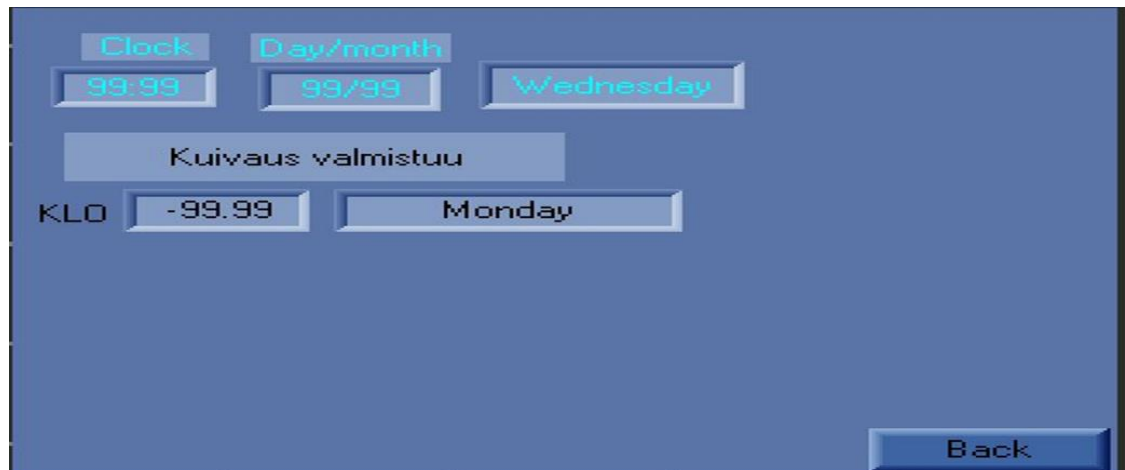 Clock Day/month
99:99 99/99 Wednesday
Kuivaus valmistuu
KLO -99.99 Monday
Back